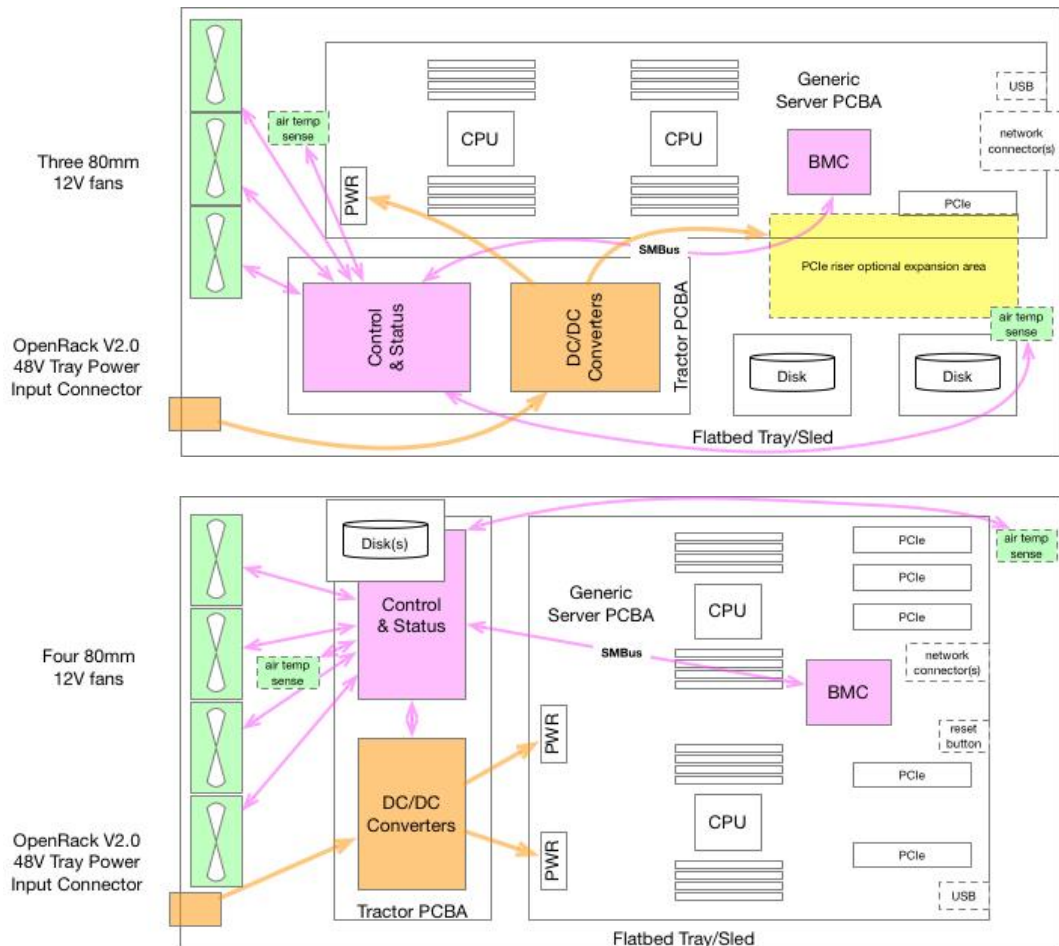 Three 80mm
12V fans
OpenRack V2.0
48V Tray Power
Input Connector
air temp
sense
PWR
CPU
CPU
Generic
Server PCBA
USB
network
connector(s)
BMC
PCIe
SMBus
PCIe riser optional expansion area
air temp
sense
Control
& Status
DC/DC
Converters
Tractor PCBA
Disk
Disk
Flatbed Tray/Sled
Four 80mm
12V fans
OpenRack V2.0
48V Tray Power
Input Connector
Disk(s)
Control
& Status
air temp
sense
DC/DC
Converters
Tractor PCBA
PWR
PWR
Generic
Server PCBA
SMBus
CPU
CPU
BMC
PCIe
PCIe
PCIe
network
connector(s)
reset
button
PCIe
PCIe
USB
air temp
sense
Flatbed Tray/Sled